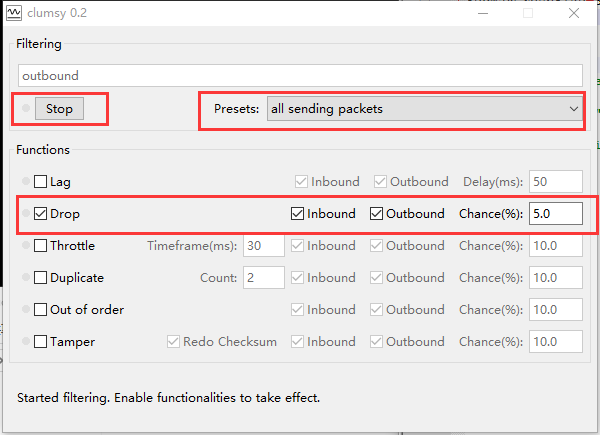 clumsy 0.2
Filtering
outbound
Stop Presets: all sending packets
Functions
Lag Inbound Outbound Delay(ms): 50
Drop Inbound Outbound Chance(%): 5.0
Throttle Timeframe(ms): 30 Inbound Outbound Chance(%): 10.0
Duplicate Count: 2 Inbound Outbound Chance(%): 10.0
Out of order Inbound Outbound Chance(%): 10.0
Tamper Redo Checksum Inbound Outbound Chance(%): 10.0
Started filtering. Enable functionalities to take effect.